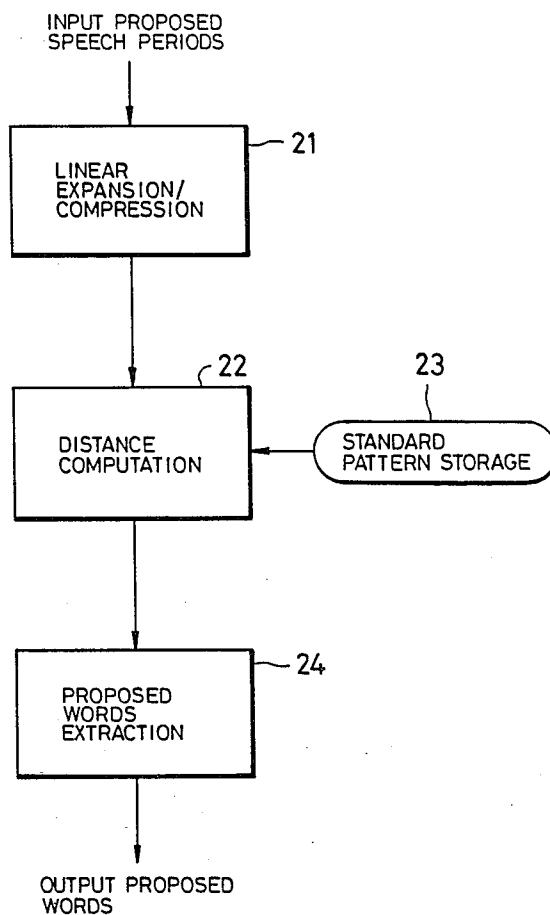 INPUT PROPOSED
SPEECH PERIODS
21
LINEAR
EXPANSION/
COMPRESSION
22
23
DISTANCE
COMPUTATION
STANDARD
PATTERN STORAGE
24
PROPOSED
WORDS
EXTRACTION
OUTPUT PROPOSED
WORDS